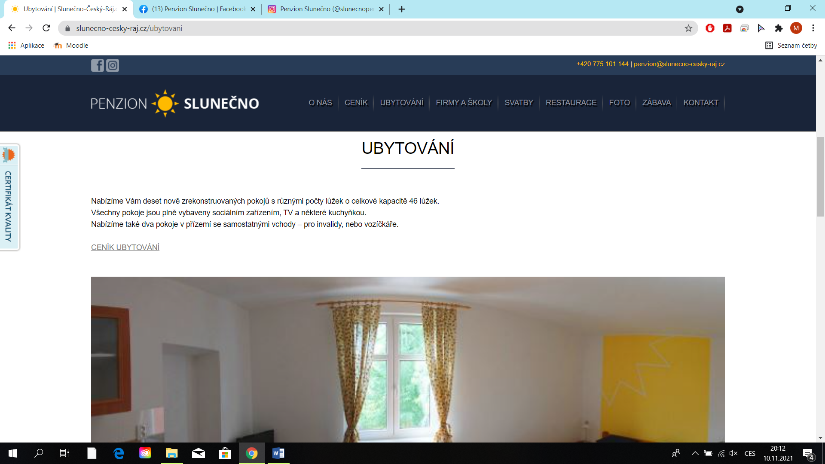 Ubytování | Slunečno-Český-Ráj
(13) Penzion Slunečno | Facebook
Penzion Slunečno (@slunecnop
slunecno-cesky-raj.cz/ubytovani
M
Aplikace
Moodle
Seznam četby
+420 775 101 144 | penzion@slunecno-cesky-raj.cz
PENZION SLUNEČNO
O NÁS
CENÍK
UBYTOVÁNÍ
FIRMY A ŠKOLY
SVATBY
RESTAURACE
FOTO
ZÁBAVA
KONTAKT
CERTIFIKÁT KVALITY
UBYTOVÁNÍ
Nabízíme Vám deset nově zrekonstruovaných pokojů s různými počty lůžek o celkové kapacitě 46 lůžek.
Všechny pokoje jsou plně vybaveny sociálním zařízením, TV a některé kuchyňkou.
Nabízíme také dva pokoje v přízemí se samostatnými vchody – pro invalidy, nebo vozíčkáře.
CENÍK UBYTOVÁNÍ
CES
20:12
10.11.2021
4